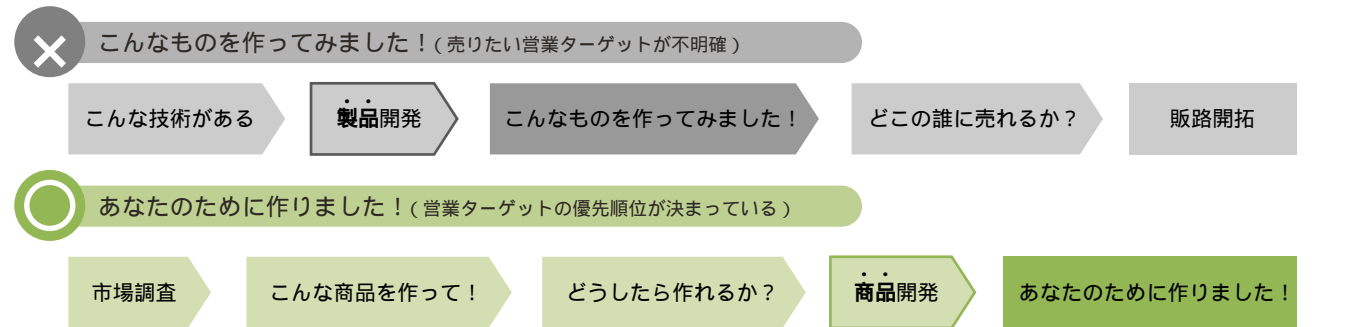 こんなものを作ってみました！(売りたい営業ターゲットが不明確)
こんな技術がある 製品開発 こんなものを作ってみました！ どこの誰に売れるか？ 販路開拓
あなたのために作りました！(営業ターゲットの優先順位が決まっている)
市場調査 こんな商品を作って！ どうしたら作れるか？ 商品開発 あなたのために作りました！